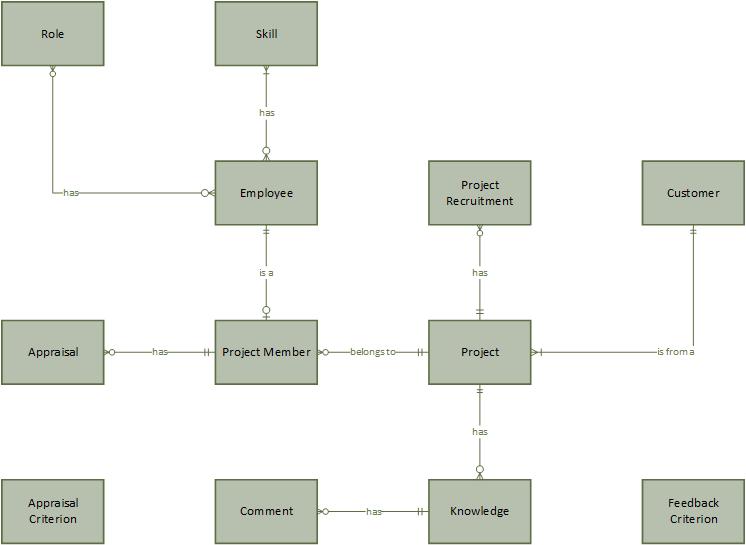 Role
Skill
has
has
Employee
Project
Recruitment
Customer
is a
has
Appraisal
has
Project Member
belongs to
Project
is from a
has
Appraisal
Criterion
Comment
has
Knowledge
Feedback
Criterion